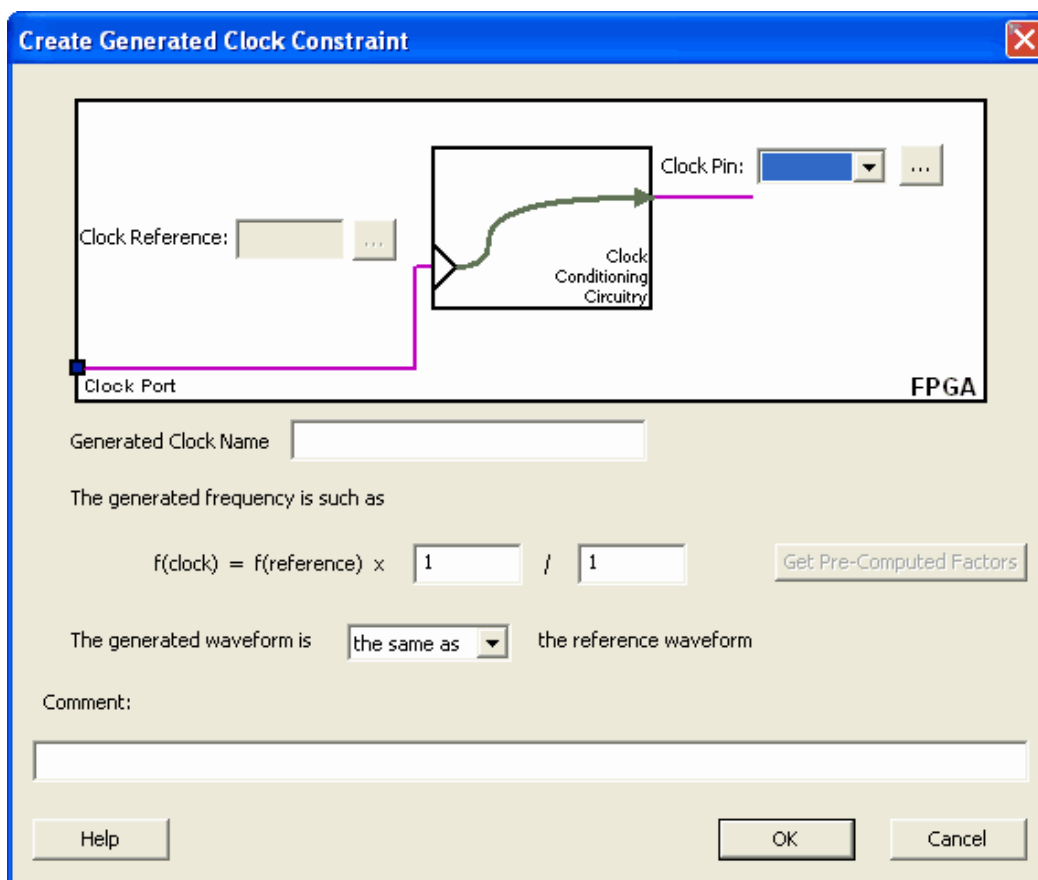 Create Generated Clock Constraint
Clock Pin:
...
Clock Reference:
...
Clock
Conditioning
Circuitry
Clock Port
FPGA
Generated Clock Name
The generated frequency is such as
f(clock) = f(reference) x 1 / 1
Get Pre-Computed Factors
The generated waveform is the same as the reference waveform
Comment:
Help
OK
Cancel